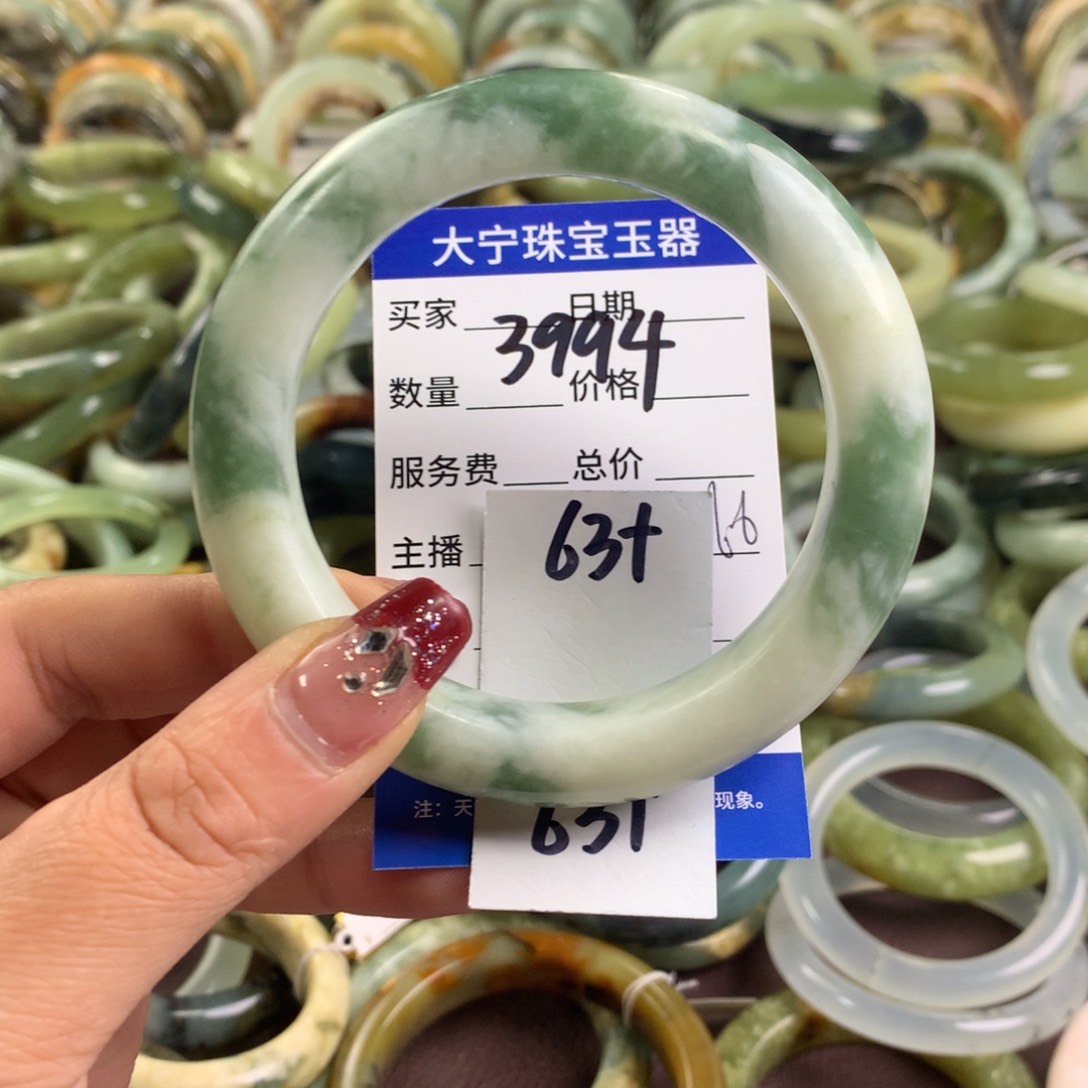 大宁珠宝玉器
买家 日期
3994
数量 价格
服务费 总价
63+
主播
注：天 现象。